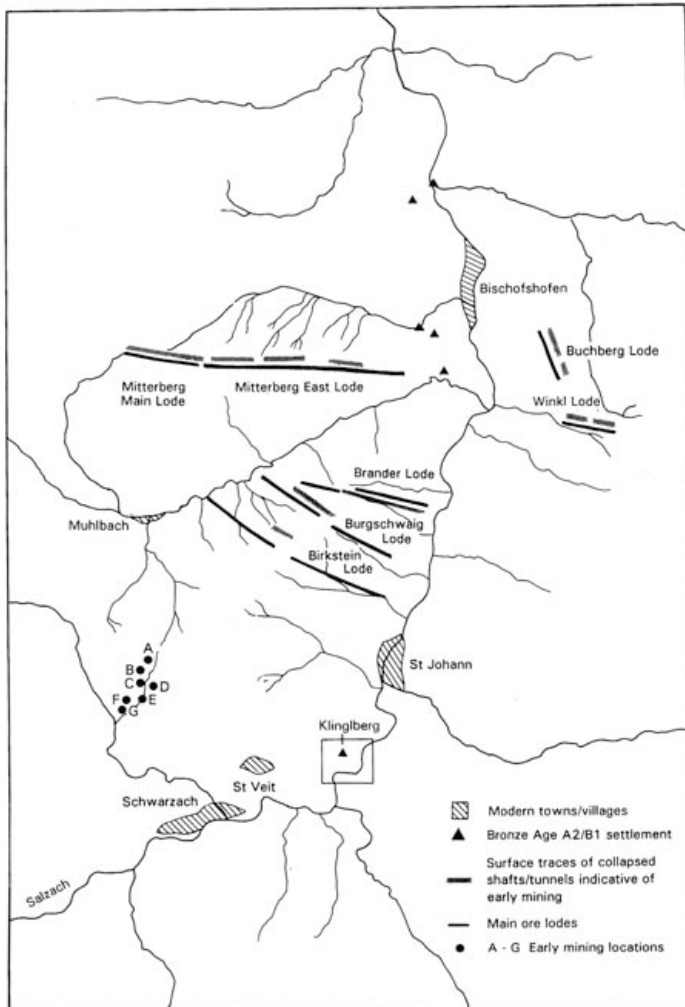 Bischofshofen
Buchberg Lode
Mitterberg
Main Lode
Mitterberg East Lode
Winkl Lode
Brander Lode
Muhlbach
Burgschwaig
Lode
Birkstein
Lode
A
B
C
D
E
F
G
St Johann
Klinglberg
St Veit
Schwarzach
Salzach
Modern towns/villages
Bronze Age A2/B1 settlement
Surface traces of collapsed
shafts/tunnels indicative of
early mining
Main ore lodes
A - G Early mining locations